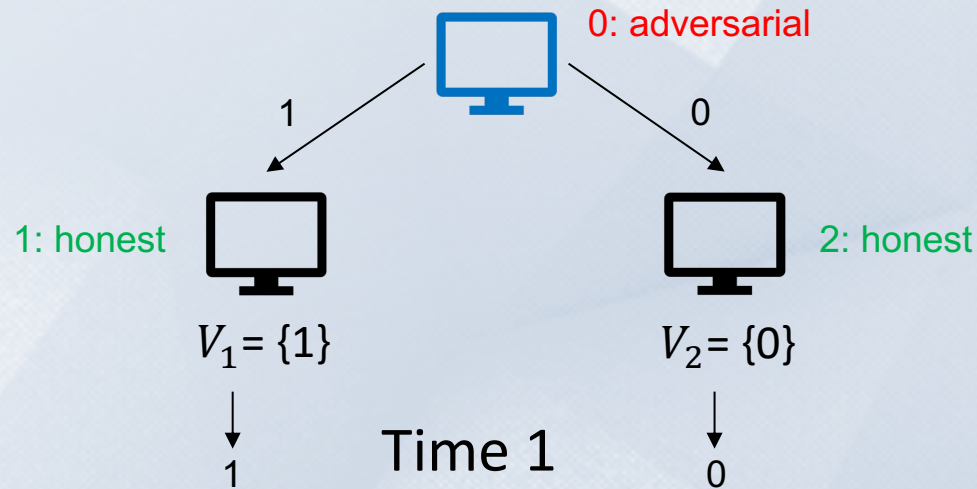 0: adversarial
1
0
1: honest
2: honest
V₁= {1}
V₂= {0}
1
Time 1
0